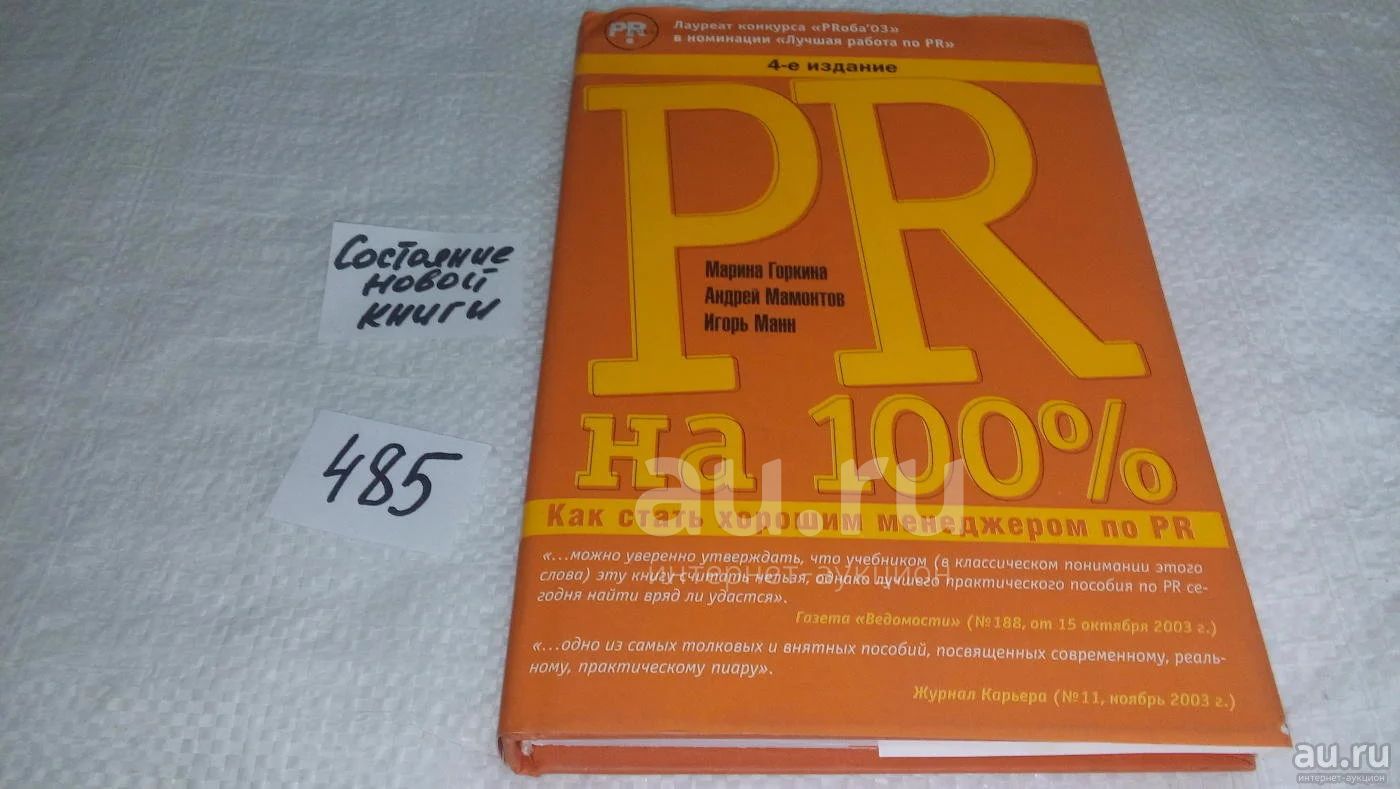 PR
Лауреат конкурса «PRоба'03»
в номинации «Лучшая работа по PR»
4-е издание
PR
Марина Горкина
Андрей Мамонтов
Игорь Манн
на 100%
Как стать хорошим менеджером по PR
«...можно уверенно утверждать, что учебником (в классическом понимании этого
слова) эту книгу считать нельзя, однако лучшего практического пособия по PR се-
годня найти вряд ли удастся».
Газета «Ведомости» (№188, от 15 октября 2003 г.)
«...одно из самых толковых и внятных пособий, посвященных современному, реаль-
ному, практическому пиару».
Журнал Карьера (№11, ноябрь 2003 г.)
Состояние
новой
книги
485
au.ru
интернет-аукцион
au.ru
интернет-аукцион